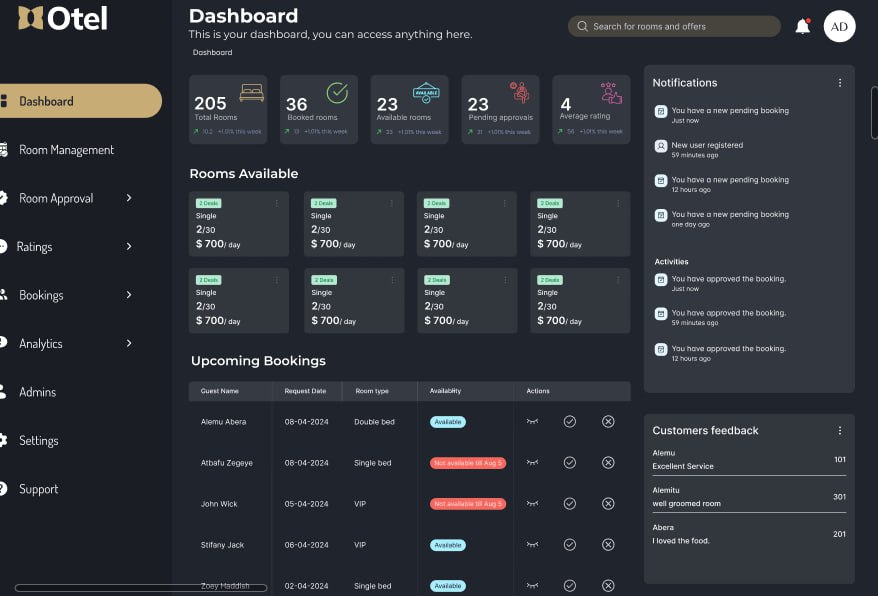 Otel
Dashboard
Room Management
Room Approval
Ratings
Bookings
Analytics
Admins
Settings
Support
Dashboard
This is your dashboard, you can access anything here.
Dashboard
Search for rooms and offers
AD
205
Total Rooms
10.2 +1.01% this week
36
Booked rooms
13 +1.01% this week
AVAILABLE
23
Available rooms
23 +1.01% this week
23
Pending approvals
21 +1.01% this week
4
Average rating
56 +1.01% this week
Rooms Available
2 Deals
Single
2/30
$ 700/ day
2 Deals
Single
2/30
$ 700/ day
2 Deals
Single
2/30
$ 700/ day
2 Deals
Single
2/30
$ 700/ day
2 Deals
Single
2/30
$ 700/ day
2 Deals
Single
2/30
$ 700/ day
2 Deals
Single
2/30
$ 700/ day
2 Deals
Single
2/30
$ 700/ day
Upcoming Bookings
Guest Name Request Date Room type Availablity Actions
Alemu Abera 08-04-2024 Double bed Available
Atbafu Zegeye 08-04-2024 Single bed Not available till Aug 5
John Wick 05-04-2024 VIP Not available till Aug 5
Stifany Jack 06-04-2024 VIP Available
Zoey Haddish 02-04-2024 Single bed Available
Notifications
You have a new pending booking
Just now
New user registered
59 minutes ago
You have a new pending booking
12 hours ago
You have a new pending booking
one day ago
Activities
You have approved the booking.
Just now
You have approved the booking.
59 minutes ago
You have approved the booking.
12 hours ago
Customers feedback
Alemu
Excellent Service 101
Alemitu
well groomed room 301
Abera
I loved the food. 201